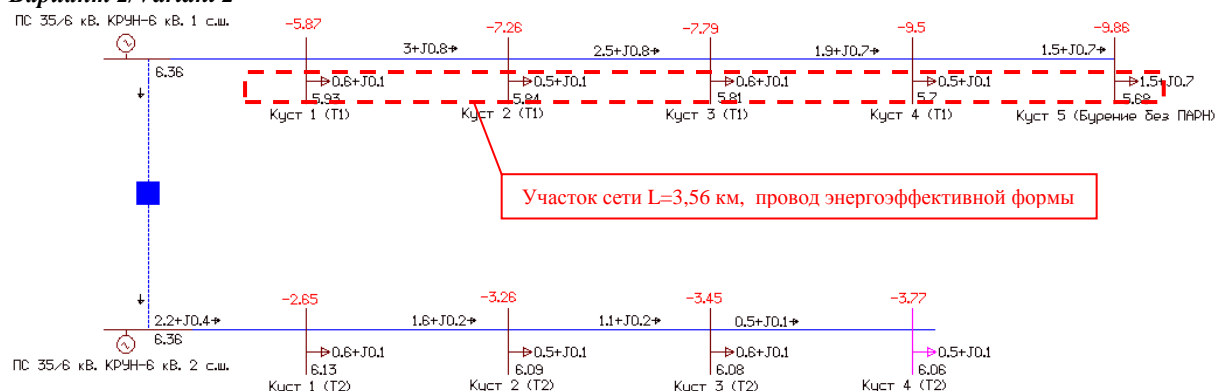 Вариант 2/Variant 2
ПС 35/6 кВ. КРУН-6 кВ. 1 с.ш.
-5.87 -7.26 -7.79 -9.5 -9.86
3+J0.8 2.5+J0.8 1.9+J0.7 1.5+J0.7
6.36
0.6+J0.1 0.5+J0.1 0.6+J0.1 0.5+J0.1 1.5+J0.7
5.93 5.84 5.81 5.7 5.68
Куст 1 (Т1) Куст 2 (Т1) Куст 3 (Т1) Куст 4 (Т1) Куст 5 (Бурение без ПАРН)
Участок сети L=3,56 км, провод энергоэффективной формы
-2.65 -3.26 -3.45 -3.77
2.2+J0.4 1.6+J0.2 1.1+J0.2 0.5+J0.1
6.36
0.6+J0.1 0.5+J0.1 0.6+J0.1 0.5+J0.1
ПС 35/6 кВ. КРУН-6 кВ. 2 с.ш.
6.13 6.09 6.08 6.06
Куст 1 (Т2) Куст 2 (Т2) Куст 3 (Т2) Куст 4 (Т2)